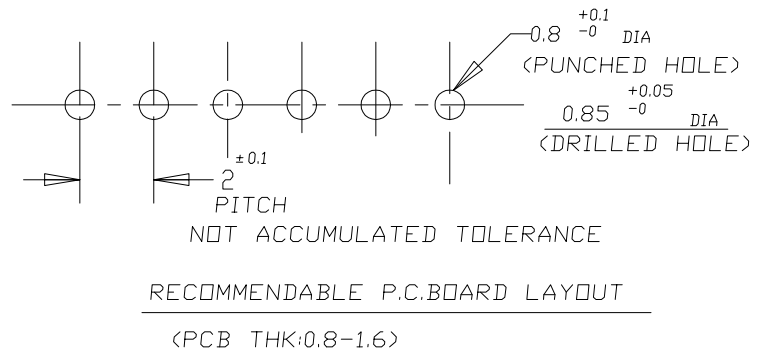 0.8 +0.1 -0 DIA
(PUNCHED HOLE)
0.85 +0.05 -0 DIA
(DRILLED HOLE)
2 ±0.1
PITCH
NOT ACCUMULATED TOLERANCE
RECOMMENDABLE P.C.BOARD LAYOUT
(PCB THK:0.8-1.6)